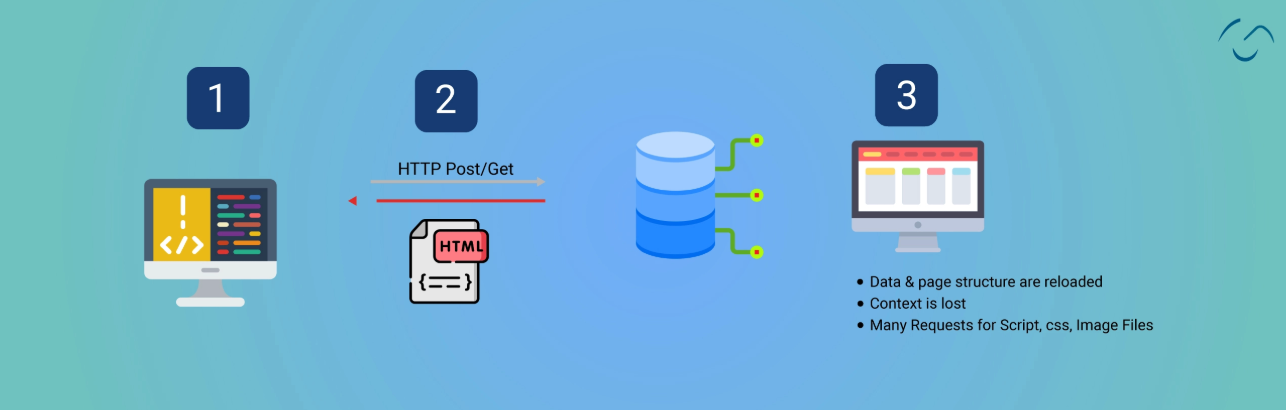 1
2
3
HTTP Post/Get
</>
HTML
{==}
Data & page structure are reloaded
Context is lost
Many Requests for Script, css, Image Files